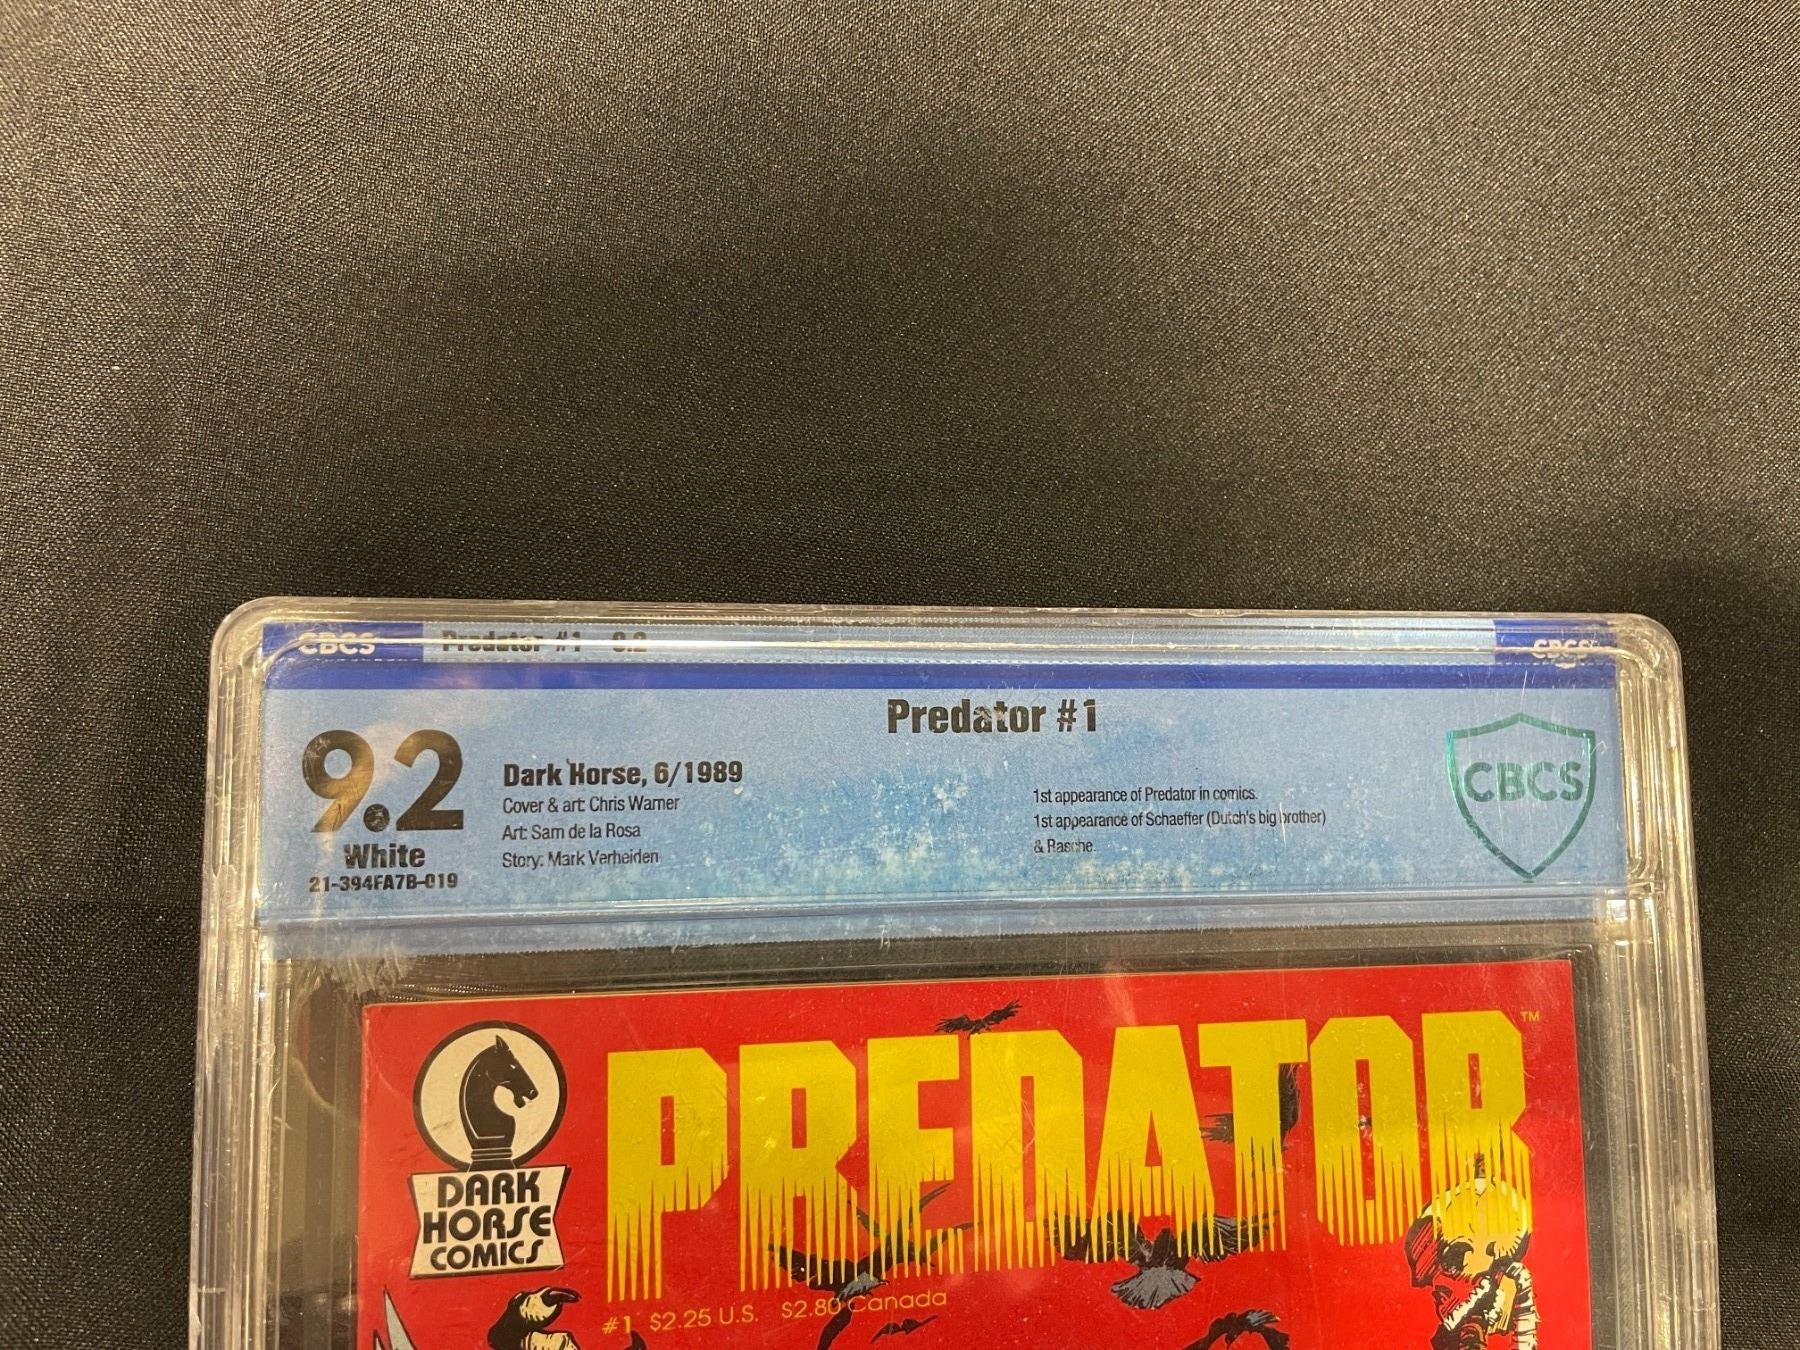 CBCS Predator #1 9.2 CBCS
Predator #1
9.2
White
21-394FA7B-019
Dark Horse, 6/1989
Cover & art: Chris Warner
Art: Sam de la Rosa
Story: Mark Verheiden
1st appearance of Predator in comics.
1st appearance of Schaeffer (Dutch's big brother)
& Rasche.
CBCS
DARK
HORSE
COMICS
PREDATOR™
#1 $2.25 U.S. $2.80 Canada